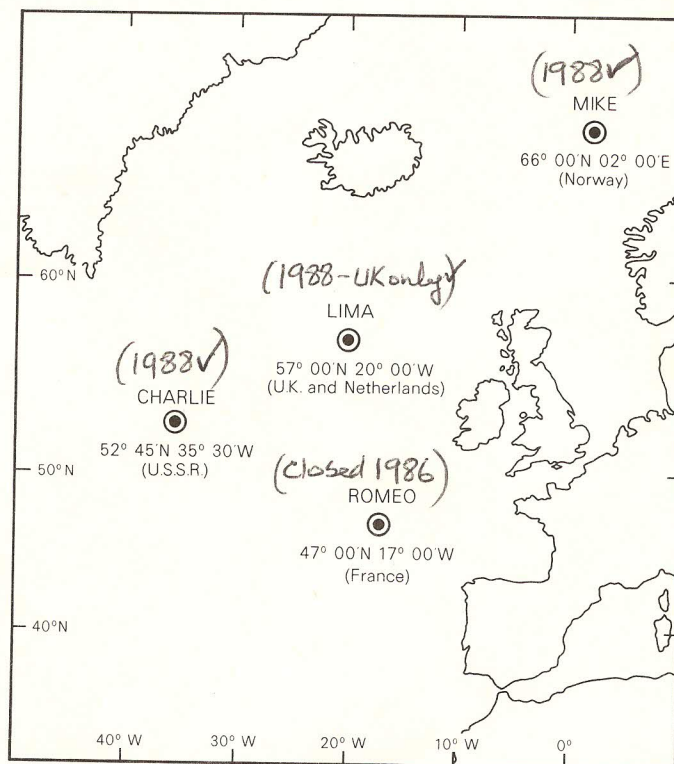 (1988✓)
MIKE
66° 00'N 02° 00'E
(Norway)
60°N
(1988-UK only✓)
LIMA
57° 00'N 20° 00'W
(U.K. and Netherlands)
(1988✓)
CHARLIE
52° 45'N 35° 30'W
(U.S.S.R.)
50°N
(Closed 1986)
ROMEO
47° 00'N 17° 00'W
(France)
40°N
40° W
30° W
20° W
10° W
0°